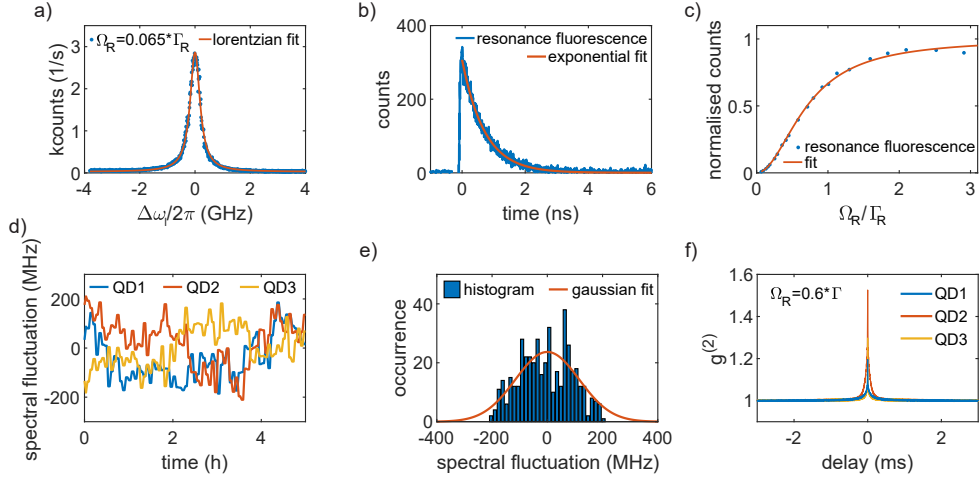 a)
Ω_R=0.065*Γ_R
lorentzian fit
kcounts (1/s)
3
2
1
0
-4 -2 0 2 4
Δω_l/2π (GHz)
b)
resonance fluorescence
exponential fit
counts
400
200
0
0 2 4 6
time (ns)
c)
normalised counts
1
0.5
0
resonance fluorescence
fit
0 1 2 3
Ω_R/Γ_R
d)
QD1 QD2 QD3
spectral fluctuation (MHz)
200
0
-200
0 2 4
time (h)
e)
histogram gaussian fit
occurrence
40
20
0
-400 -200 0 200 400
spectral fluctuation (MHz)
f)
Ω_R=0.6*Γ
QD1
QD2
QD3
g^(2)
1.6
1.4
1.2
1
-2 0 2
delay (ms)